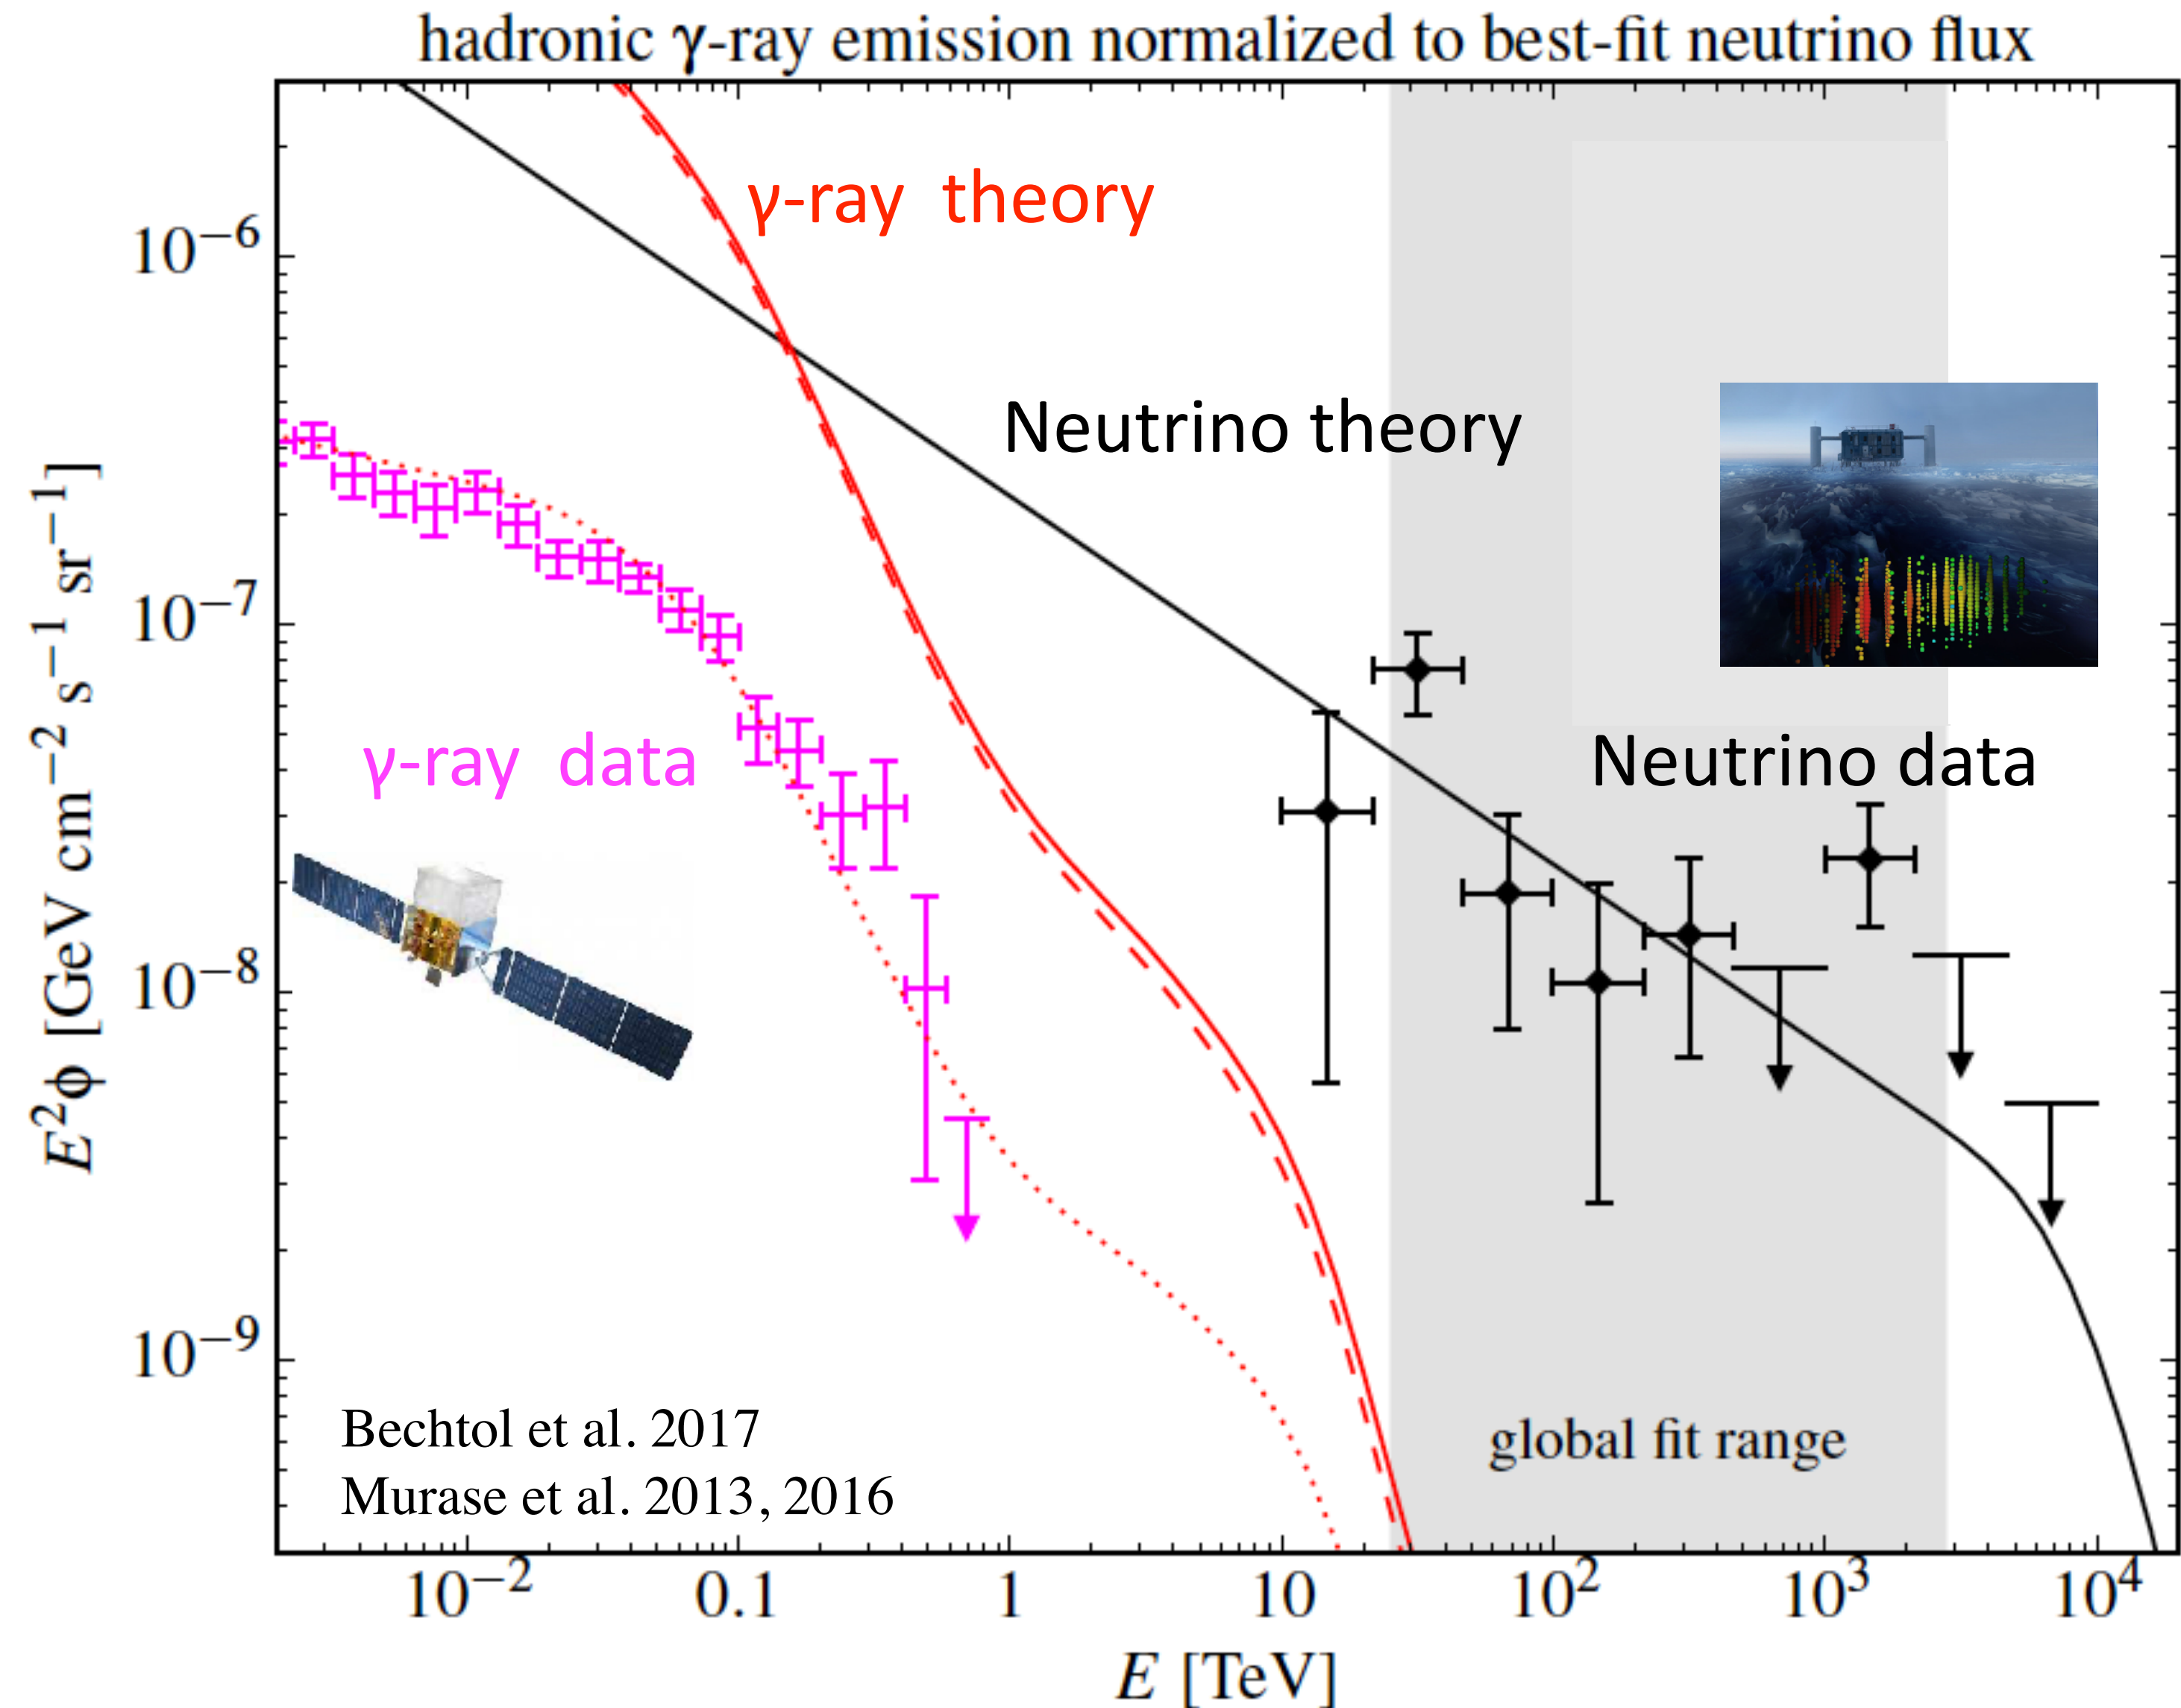 hadronic γ-ray emission normalized to best-fit neutrino flux
γ-ray theory
Neutrino theory
γ-ray data
Neutrino data
global fit range
Bechtol et al. 2017
Murase et al. 2013, 2016
E²ϕ [GeV cm⁻² s⁻¹ sr⁻¹]
10⁻⁶
10⁻⁷
10⁻⁸
10⁻⁹
10⁻² 0.1 1 10 10² 10³ 10⁴
E [TeV]